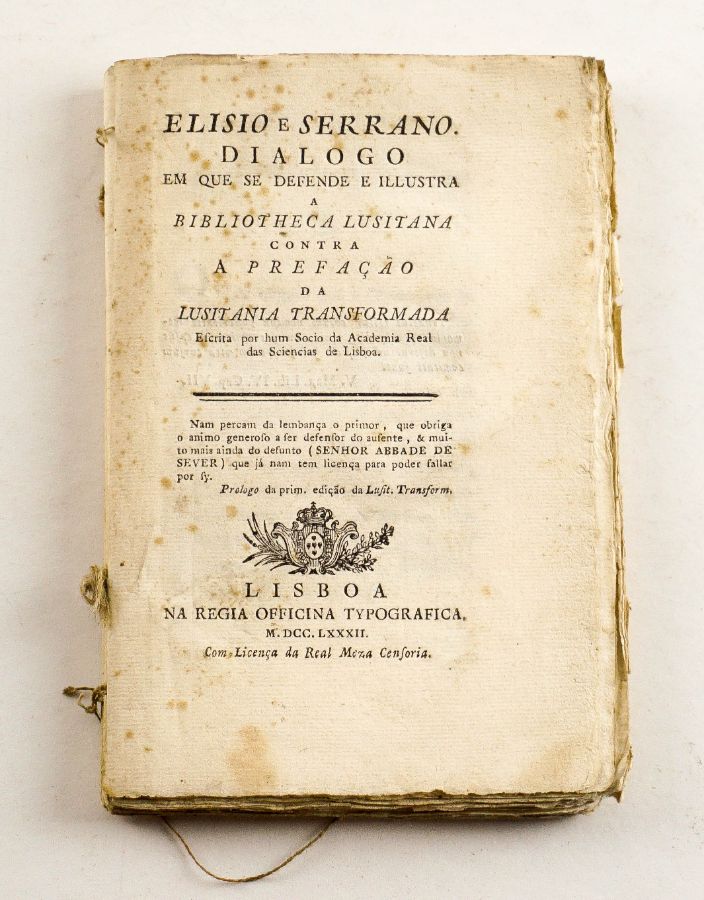 ELISIO E SERRANO.
DIALOGO
EM QUE SE DEFENDE E ILLUSTRA
A
BIBLIOTHECA LUSITANA
CONTRA
A PREFAÇÃO
DA
LUSITANIA TRANSFORMADA
Eſcrita por hum Socio da Academia Real
das Sciencias de Lisboa.
Nam percam da lembança o primor, que obriga
o animo generoſo a ſer defenſor do auſente, & mui-
to mais ainda do defunto (SENHOR ABBADE DE
SEVER) que já nam tem licença para poder fallar
por ſy.
Prologo da prim. edição da Luſit. Transform.
LISBOA
NA REGIA OFFICINA TYPOGRAFICA.
M. DCC. LXXXII.
Com Licença da Real Meza Cenſoria.